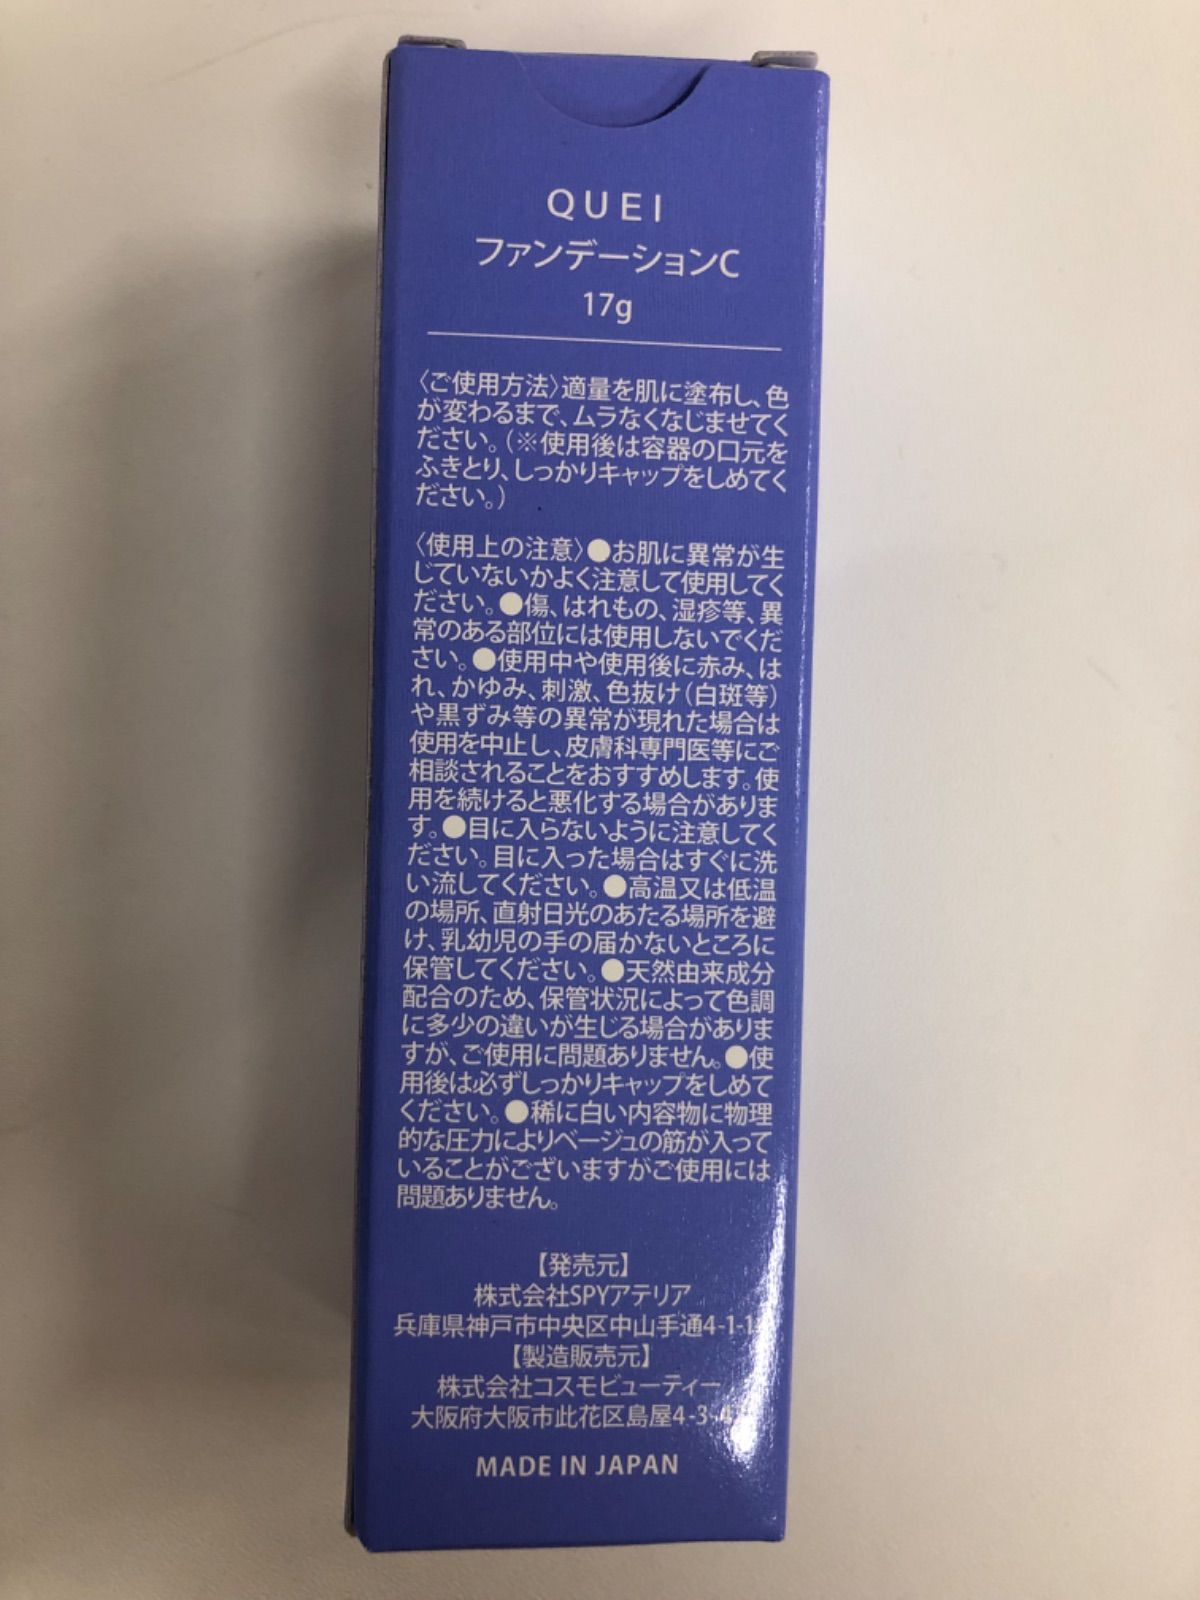 QUEI
ファンデーションC
17g
〈ご使用方法〉適量を肌に塗布し、色
が変わるまで、ムラなくなじませてく
ださい。(※使用後は容器の口元を
ふきとり、しっかりキャップをしめてく
ださい。)
〈使用上の注意〉●お肌に異常が生
じていないかよく注意して使用してく
ださい。●傷、はれもの、湿疹等、異
常のある部位には使用しないでくだ
さい。●使用中や使用後に赤み、は
れ、かゆみ、刺激、色抜け(白斑等)
や黒ずみ等の異常が現れた場合は
使用を中止し、皮膚科専門医等にご
相談されることをおすすめします。使
用を続けると悪化する場合がありま
す。●目に入らないように注意してく
ださい。目に入った場合はすぐに洗
い流してください。●高温又は低温
の場所、直射日光のあたる場所を避
け、乳幼児の手の届かないところに
保管してください。●天然由来成分
配合のため、保管状況によって色調
に多少の違いが生じる場合がありま
すが、ご使用に問題ありません。●使
用後は必ずしっかりキャップをしめて
ください。●稀に白い内容物に物理
的な圧力によりベージュの筋が入って
いることがございますがご使用には
問題ありません。
【発売元】
株式会社SPYアテリア
兵庫県神戸市中央区中山手通
【製造販売元】
株式会社コスモビューティー
大阪府大阪市此花区島屋
MADE IN JAPAN